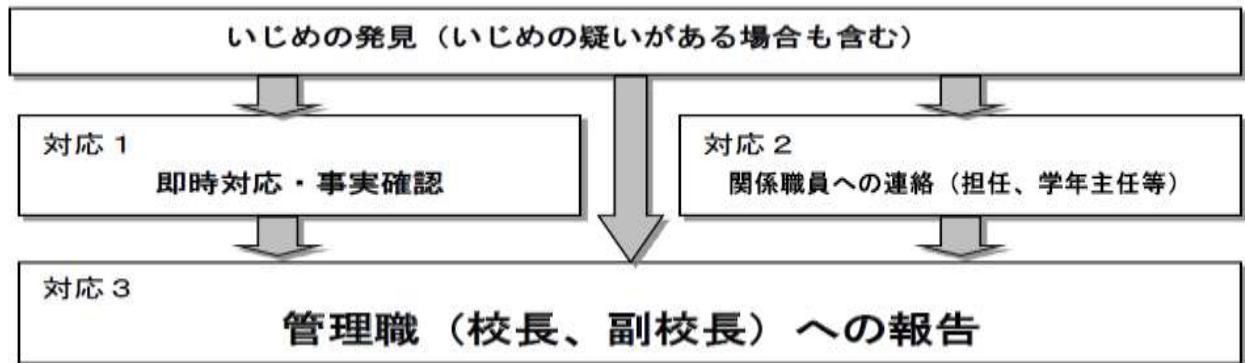 いじめの発見（いじめの疑いがある場合も含む）
対応１
即時対応・事実確認
対応２
関係職員への連絡（担任、学年主任等）
対応３
管理職（校長、副校長）への報告